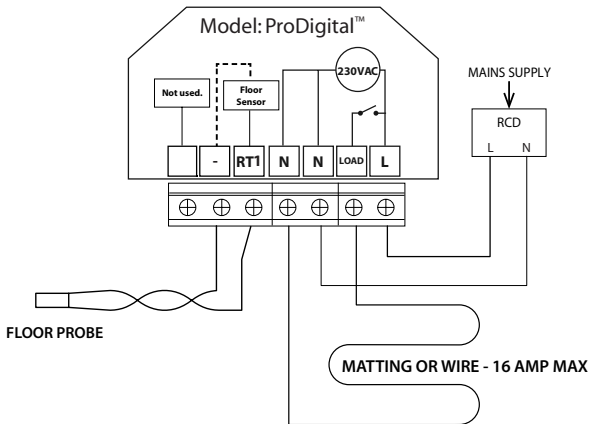 Model: ProDigital™
230VAC
MAINS SUPPLY
Not used.
Floor
Sensor
RCD
L N
- RT1 N N LOAD L
FLOOR PROBE
MATTING OR WIRE - 16 AMP MAX